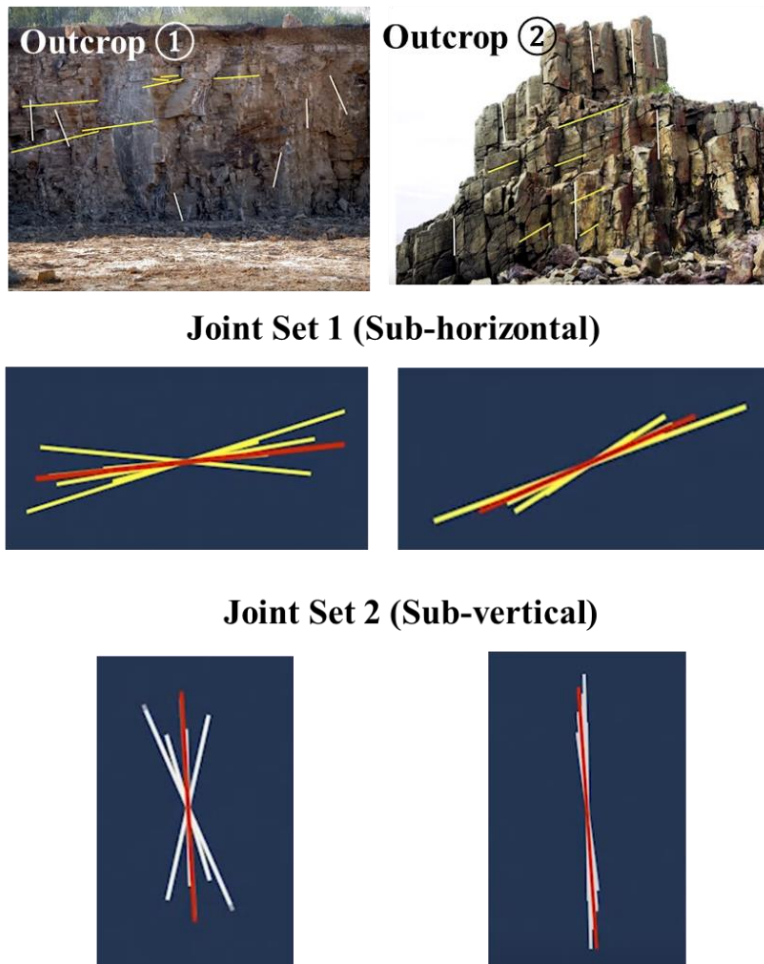 Outcrop ① Outcrop ②
Joint Set 1 (Sub-horizontal)
Joint Set 2 (Sub-vertical)